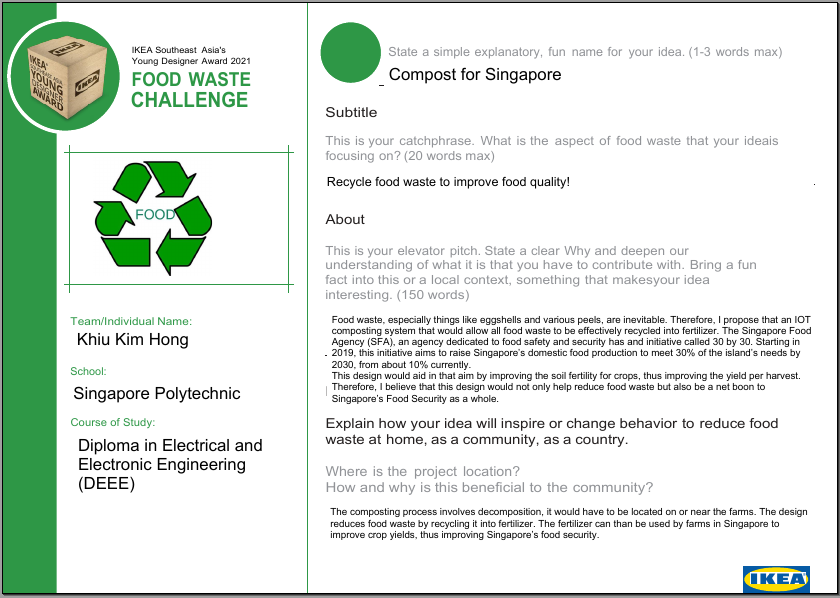 IKEA Southeast Asia's
Young Designer Award 2021
FOOD WASTE
CHALLENGE
IKEA
SOUTHEAST ASIA
YOUNG
DESIGNER
AWARD
IKEA
FOOD
Team/Individual Name:
Khiu Kim Hong
School:
Singapore Polytechnic
Course of Study:
Diploma in Electrical and
Electronic Engineering
(DEEE)
State a simple explanatory, fun name for your idea. (1-3 words max)
Compost for Singapore
Subtitle
This is your catchphrase. What is the aspect of food waste that your ideais
focusing on? (20 words max)
Recycle food waste to improve food quality!
About
This is your elevator pitch. State a clear Why and deepen our
understanding of what it is that you have to contribute with. Bring a fun
fact into this or a local context, something that makesyour idea
interesting. (150 words)
Food waste, especially things like eggshells and various peels, are inevitable. Therefore, I propose that an IOT
composting system that would allow all food waste to be effectively recycled into fertilizer. The Singapore Food
Agency (SFA), an agency dedicated to food safety and security has and initiative called 30 by 30. Starting in
2019, this initiative aims to raise Singapore's domestic food production to meet 30% of the island's needs by
2030, from about 10% currently.
This design would aid in that aim by improving the soil fertility for crops, thus improving the yield per harvest.
Therefore, I believe that this design would not only help reduce food waste but also be a net boon to
Singapore's Food Security as a whole.
Explain how your idea will inspire or change behavior to reduce food
waste at home, as a community, as a country.
Where is the project location?
How and why is this beneficial to the community?
The composting process involves decomposition, it would have to be located on or near the farms. The design
reduces food waste by recycling it into fertilizer. The fertilizer can than be used by farms in Singapore to
improve crop yields, thus improving Singapore's food security.
IKEA